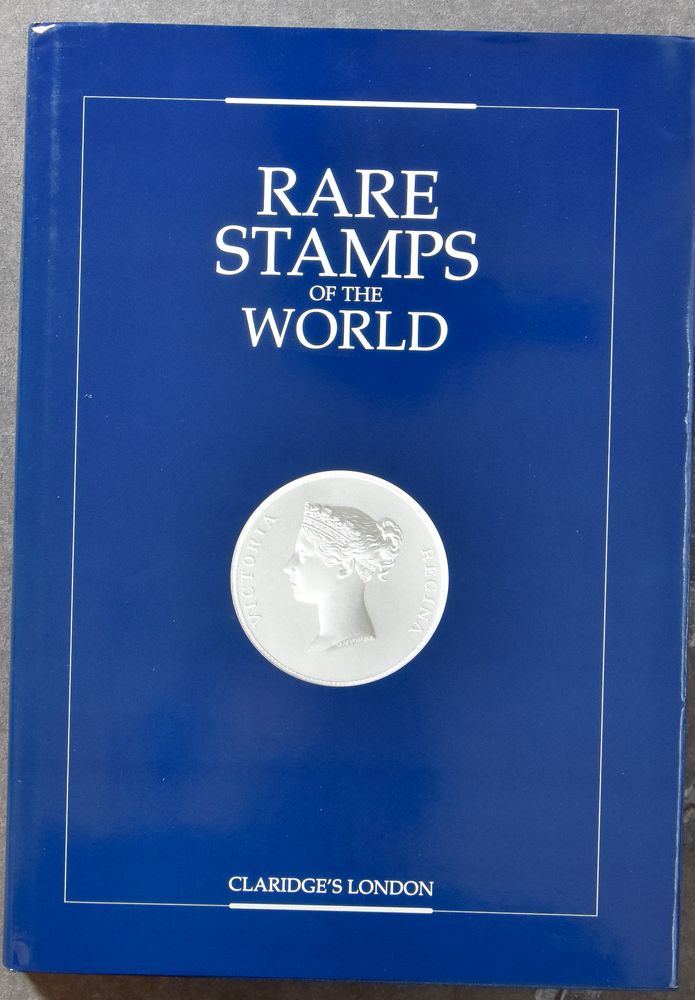 RARE
STAMPS
OF THE
WORLD
VICTORIA
REGINA
CLARIDGE'S LONDON